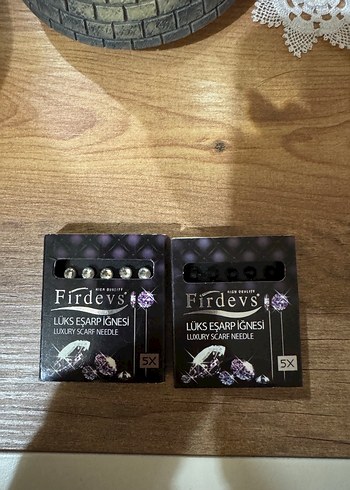 HIGH QUALITY
Firdevs
LÜKS EŞARP İĞNESİ
LUXURY SCARF NEEDLE
5X
HIGH QUALITY
Firdevs
LÜKS EŞARP İĞNESİ
LUXURY SCARF NEEDLE
5X